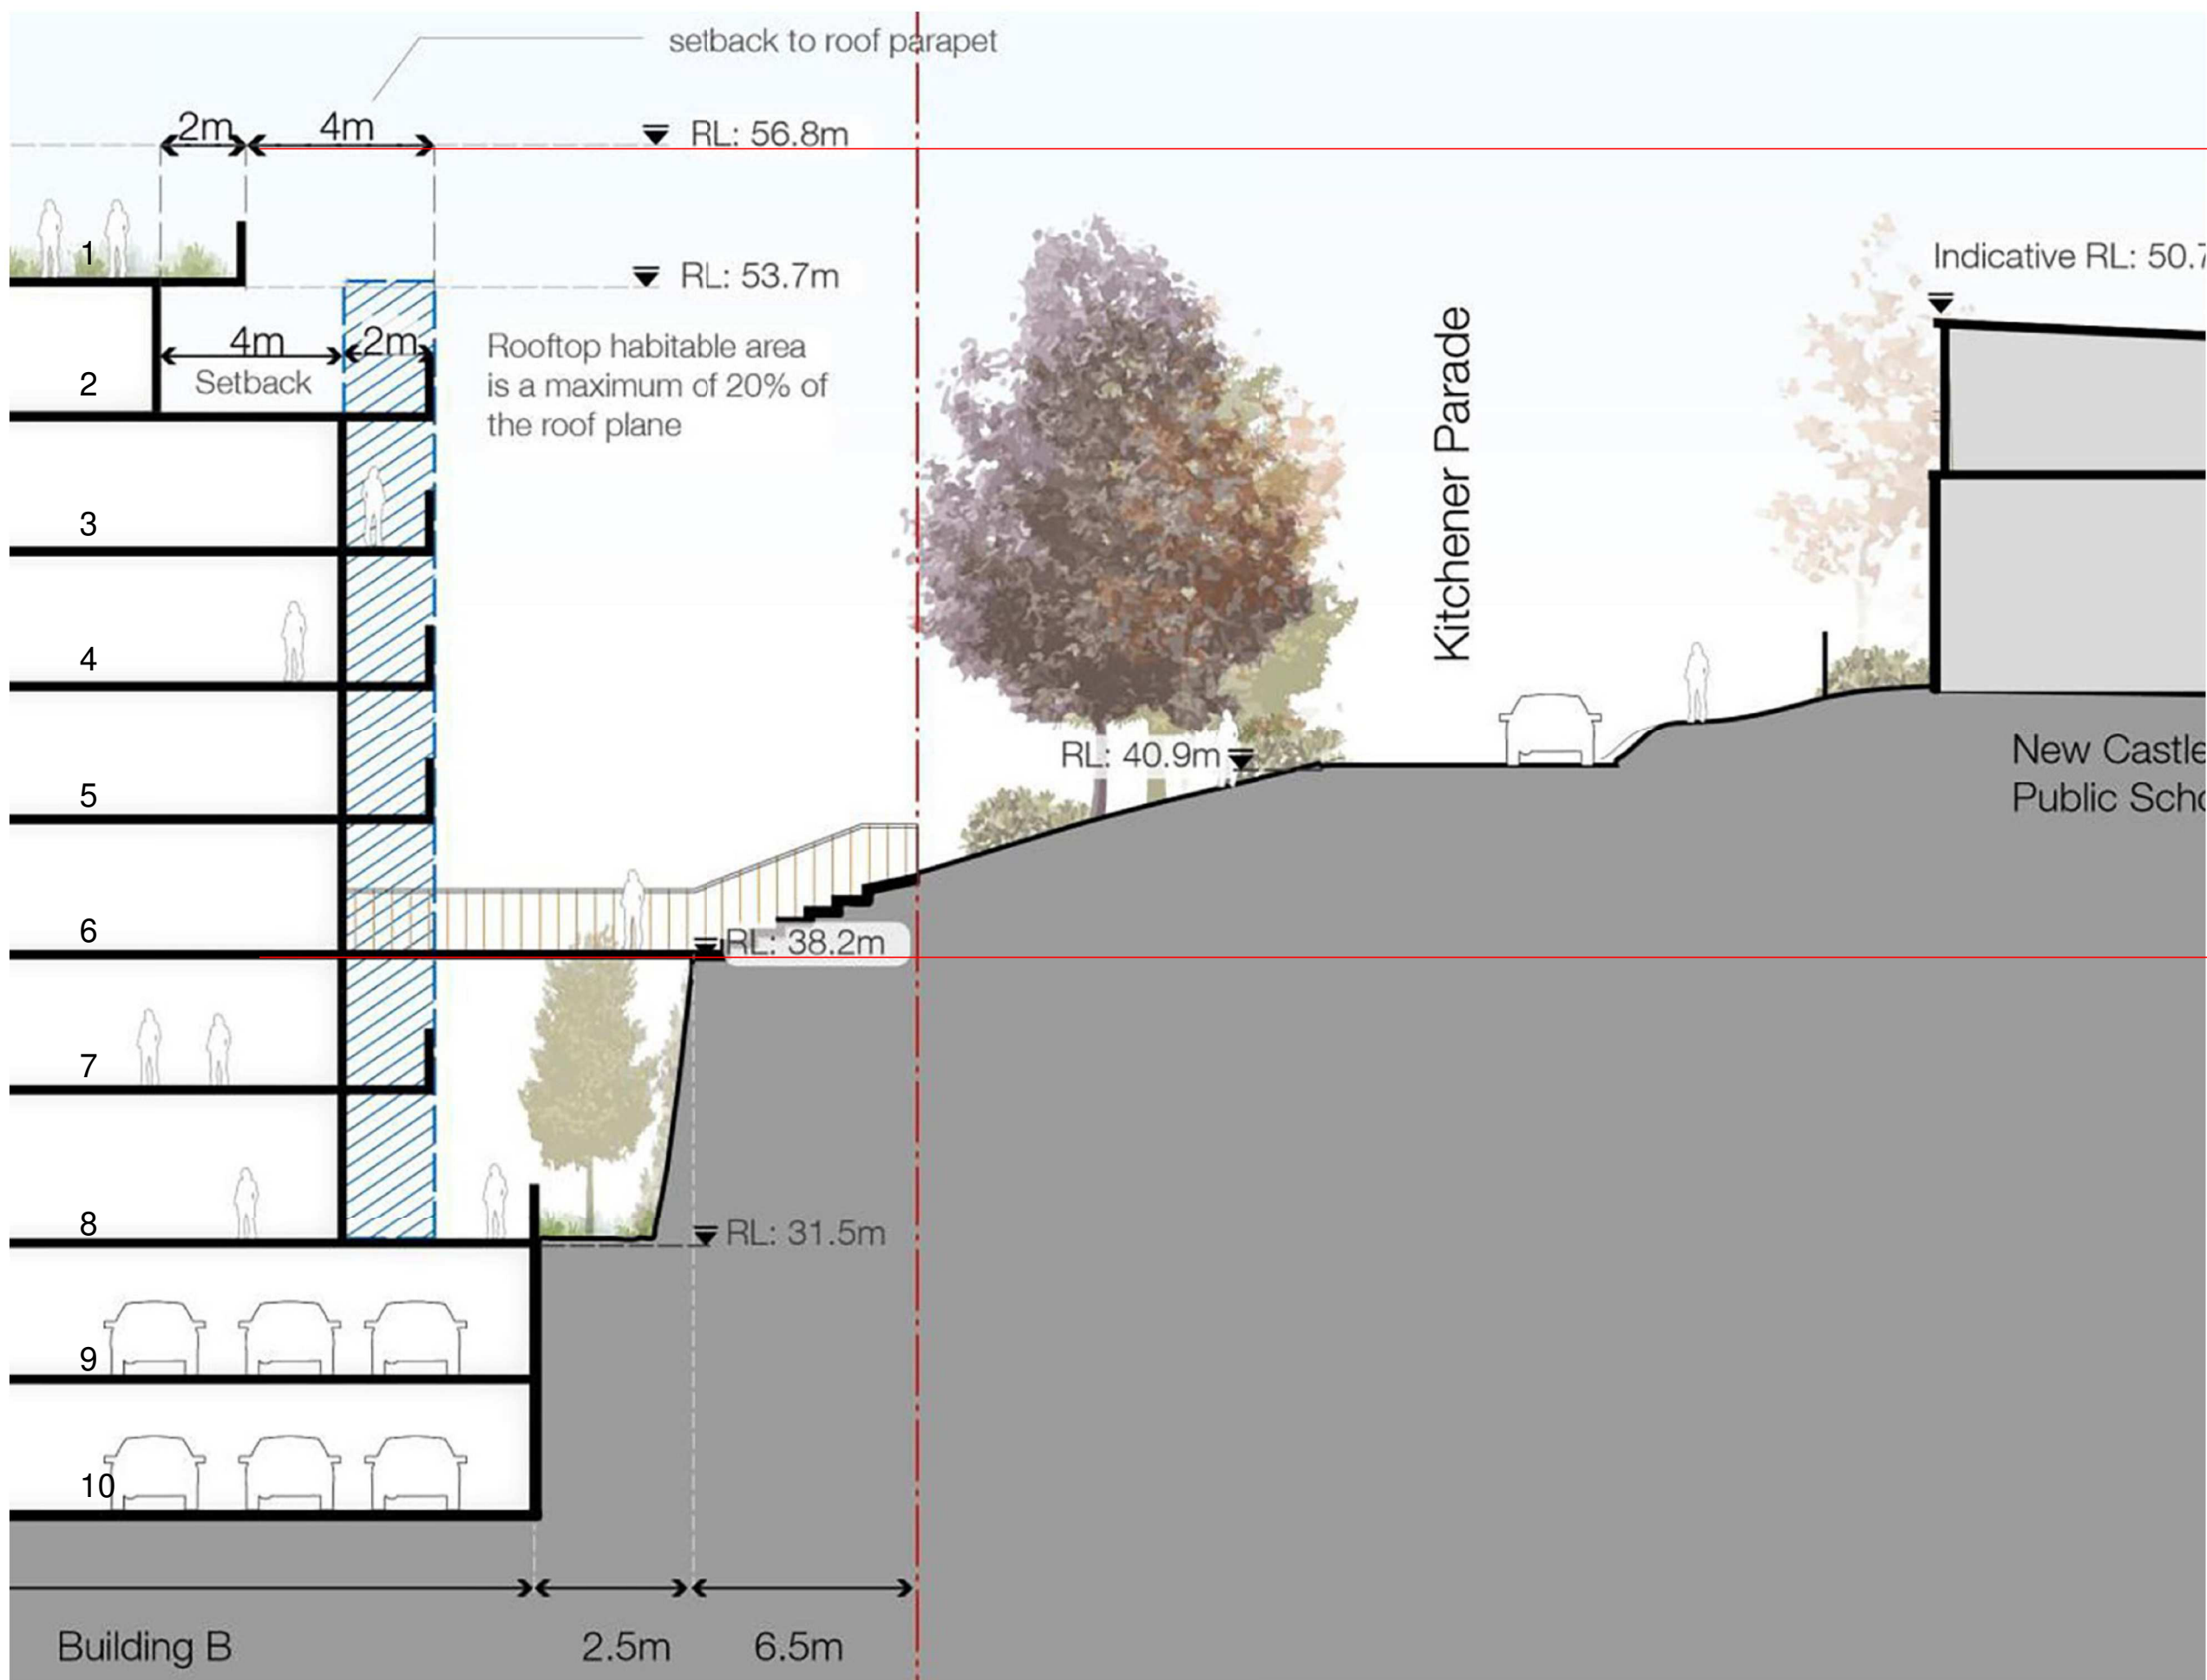 setback to roof parapet
2m
4m
RL: 56.8m
1
RL: 53.7m
Indicative RL: 50.7
4m
2m
Setback
2
Rooftop habitable area
is a maximum of 20% of
the roof plane
Kitchener Parade
3
4
RL: 40.9m
New Castle
Public Scho
5
6
RL: 38.2m
7
8
RL: 31.5m
9
10
Building B
2.5m
6.5m